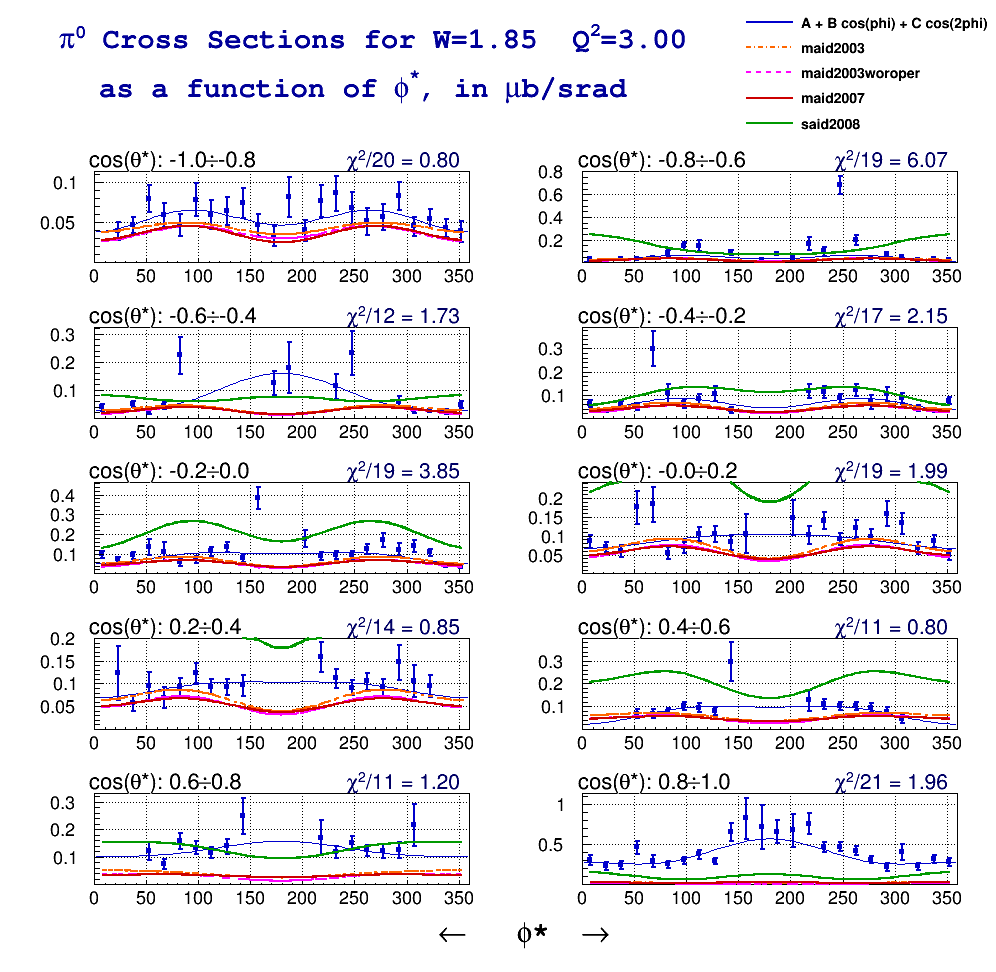 π⁰ Cross Sections for W=1.85 Q²=3.00
as a function of ϕ*, in μb/srad
A + B cos(phi) + C cos(2phi)
maid2003
maid2003woroper
maid2007
said2008
cos(θ*): -1.0÷-0.8 χ²/20 = 0.80
0.1
0.05
0 50 100 150 200 250 300 350
cos(θ*): -0.8÷-0.6 χ²/19 = 6.07
0.8
0.6
0.4
0.2
0 50 100 150 200 250 300 350
cos(θ*): -0.6÷-0.4 χ²/12 = 1.73
0.3
0.2
0.1
0 50 100 150 200 250 300 350
cos(θ*): -0.4÷-0.2 χ²/17 = 2.15
0.3
0.2
0.1
0 50 100 150 200 250 300 350
cos(θ*): -0.2÷0.0 χ²/19 = 3.85
0.4
0.3
0.2
0.1
0 50 100 150 200 250 300 350
cos(θ*): -0.0÷0.2 χ²/19 = 1.99
0.2
0.15
0.1
0.05
0 50 100 150 200 250 300 350
cos(θ*): 0.2÷0.4 χ²/14 = 0.85
0.2
0.15
0.1
0.05
0 50 100 150 200 250 300 350
cos(θ*): 0.4÷0.6 χ²/11 = 0.80
0.3
0.2
0.1
0 50 100 150 200 250 300 350
cos(θ*): 0.6÷0.8 χ²/11 = 1.20
0.3
0.2
0.1
0 50 100 150 200 250 300 350
cos(θ*): 0.8÷1.0 χ²/21 = 1.96
1
0.5
0 50 100 150 200 250 300 350
← ϕ* →